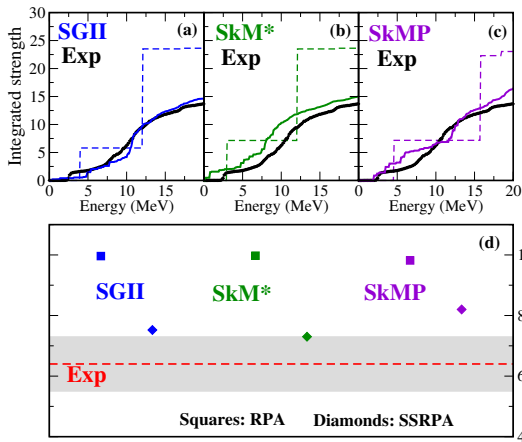 SGII (a)
Exp
SkM* (b)
Exp
SkMP (c)
Exp
Integrated strength
30
25
20
15
10
5
0
0 5 10 15
0 5 10 15
0 5 10 15 20
Energy (MeV)
Energy (MeV)
Energy (MeV)
(d)
SGII
SkM*
SkMP
Exp
Squares: RPA Diamonds: SSRPA
1
8
6
4